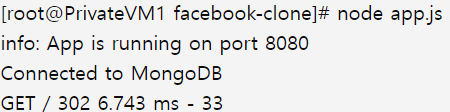 [root@PrivateVM1 facebook-clone]# node app.js
info: App is running on port 8080
Connected to MongoDB
GET / 302 6.743 ms - 33